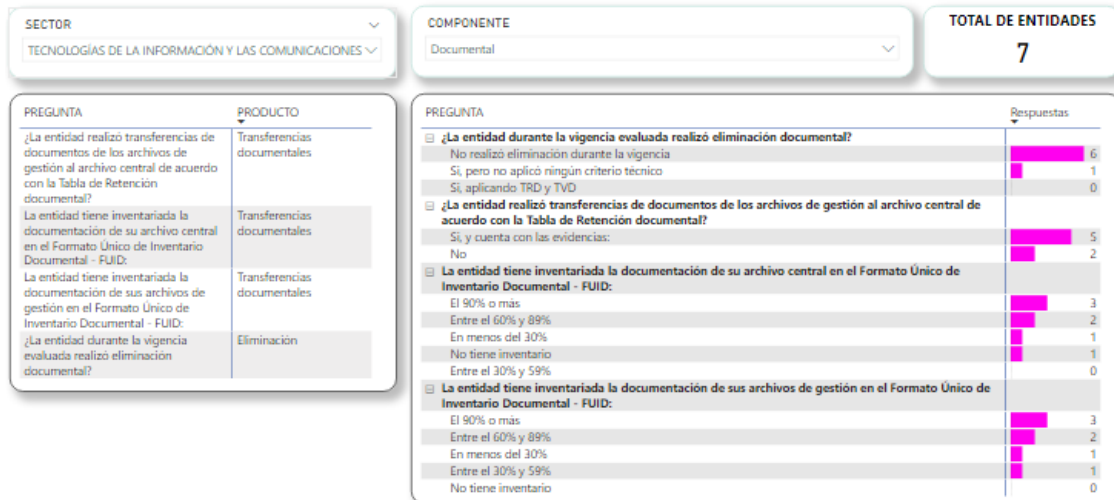 SECTOR
TECNOLOGÍAS DE LA INFORMACIÓN Y LAS COMUNICACIONES
COMPONENTE
Documental
TOTAL DE ENTIDADES
7
PREGUNTA PRODUCTO
¿La entidad realizó transferencias de Transferencias
documentos de los archivos de documentales
gestión al archivo central de acuerdo
con la Tabla de Retención
documental?
La entidad tiene inventariada la Transferencias
documentación de su archivo central documentales
en el Formato Único de Inventario
Documental - FUID:
La entidad tiene inventariada la Transferencias
documentación de sus archivos de documentales
gestión en el Formato Único de
Inventario Documental - FUID:
¿La entidad durante la vigencia Eliminación
evaluada realizó eliminación
documental?
PREGUNTA Respuestas
¿La entidad durante la vigencia evaluada realizó eliminación documental?
No realizó eliminación durante la vigencia 6
Si, pero no aplicó ningún criterio técnico 1
Si, aplicando TRD y TVD 0
¿La entidad realizó transferencias de documentos de los archivos de gestión al archivo central de
acuerdo con la Tabla de Retención documental?
Si, y cuenta con las evidencias: 5
No 2
La entidad tiene inventariada la documentación de su archivo central en el Formato Único de
Inventario Documental - FUID:
El 90% o más 3
Entre el 60% y 89% 2
En menos del 30% 1
No tiene inventario 1
Entre el 30% y 59% 0
La entidad tiene inventariada la documentación de sus archivos de gestión en el Formato Único de
Inventario Documental - FUID:
El 90% o más 3
Entre el 60% y 89% 2
En menos del 30% 1
Entre el 30% y 59% 1
No tiene inventario 0